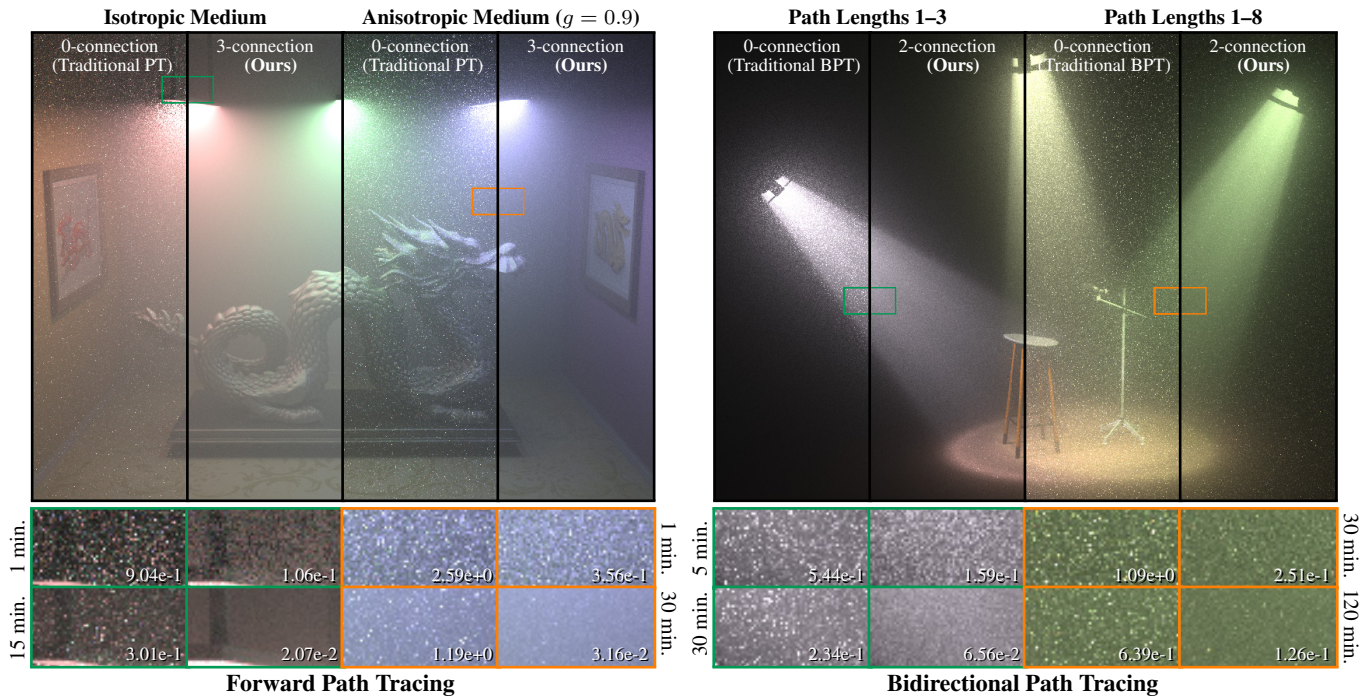 Isotropic Medium
Anisotropic Medium (g = 0.9)
0-connection
(Traditional PT)
3-connection
(Ours)
0-connection
(Traditional PT)
3-connection
(Ours)
1 min.
9.04e-1
1.06e-1
2.59e+0
3.56e-1
1 min.
15 min.
3.01e-1
2.07e-2
1.19e+0
3.16e-2
30 min.
Forward Path Tracing
Path Lengths 1–3
Path Lengths 1–8
0-connection
(Traditional BPT)
2-connection
(Ours)
0-connection
(Traditional BPT)
2-connection
(Ours)
5 min.
5.44e-1
1.59e-1
1.09e+0
2.51e-1
30 min.
30 min.
2.34e-1
6.56e-2
6.39e-1
1.26e-1
120 min.
Bidirectional Path Tracing